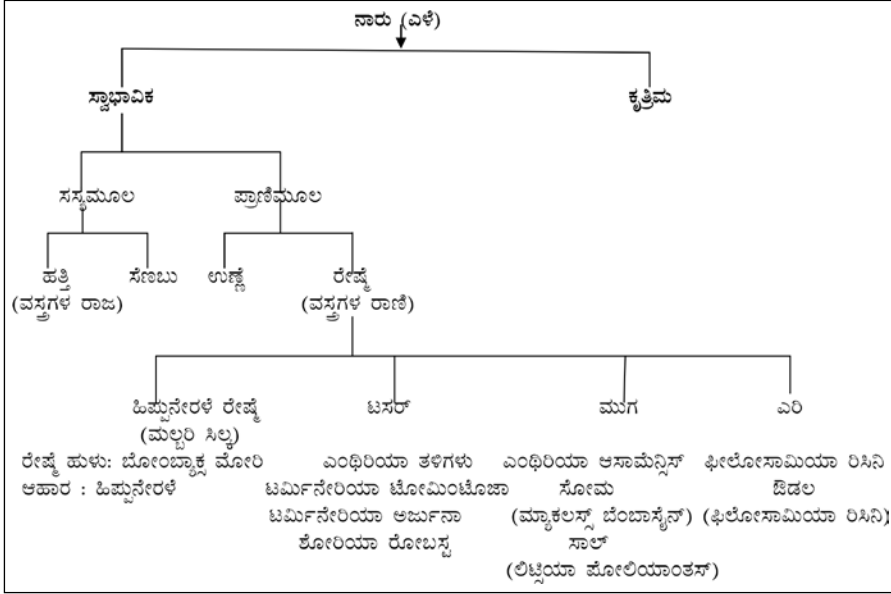 ನಾರು (ಎಳೆ)
ಸ್ವಾಭಾವಿಕ ಕೃತ್ರಿಮ
ಸಸ್ಯಮೂಲ ಪ್ರಾಣಿಮೂಲ
ಹತ್ತಿ ಸೆಣಬು ಉಣ್ಣೆ ರೇಷ್ಮೆ
(ವಸ್ತ್ರಗಳ ರಾಜ) (ವಸ್ತ್ರಗಳ ರಾಣಿ)
ಹಿಪ್ಪುನೇರಳೆ ರೇಷ್ಮೆ ಟಸರ್ ಮುಗ ಎರಿ
(ಮಲ್ಬರಿ ಸಿಲ್ಕ್)
ರೇಷ್ಮೆ ಹುಳು: ಬೋಂಬ್ಯಾಕ್ಸ ಮೋರಿ ಎಂಥಿರಿಯಾ ತಳಿಗಳು ಎಂಥಿರಿಯಾ ಆಸಾಮೆನ್ಸಿಸ್ ಫೀಲೋಸಾಮಿಯಾ ರಿಸಿನಿ
ಆಹಾರ : ಹಿಪ್ಪುನೇರಳೆ ಟರ್ಮಿನೇರಿಯಾ ಟೋಮಿಂಟೊಜಾ ಸೋಮ ಔಡಲ
ಟರ್ಮಿನೇರಿಯಾ ಅರ್ಜುನಾ (ಮ್ಯಾಕಲಸ್ಸ್ ಬೆಂಬಾಸೈನ್) (ಫಿಲೋಸಾಮಿಯಾ ರಿಸಿನಿ)
ಶೋರಿಯಾ ರೋಬಸ್ಟ ಸಾಲ್
(ಲಿಟ್ಸಿಯಾ ಪೋಲಿಯಾಂತಸ್)